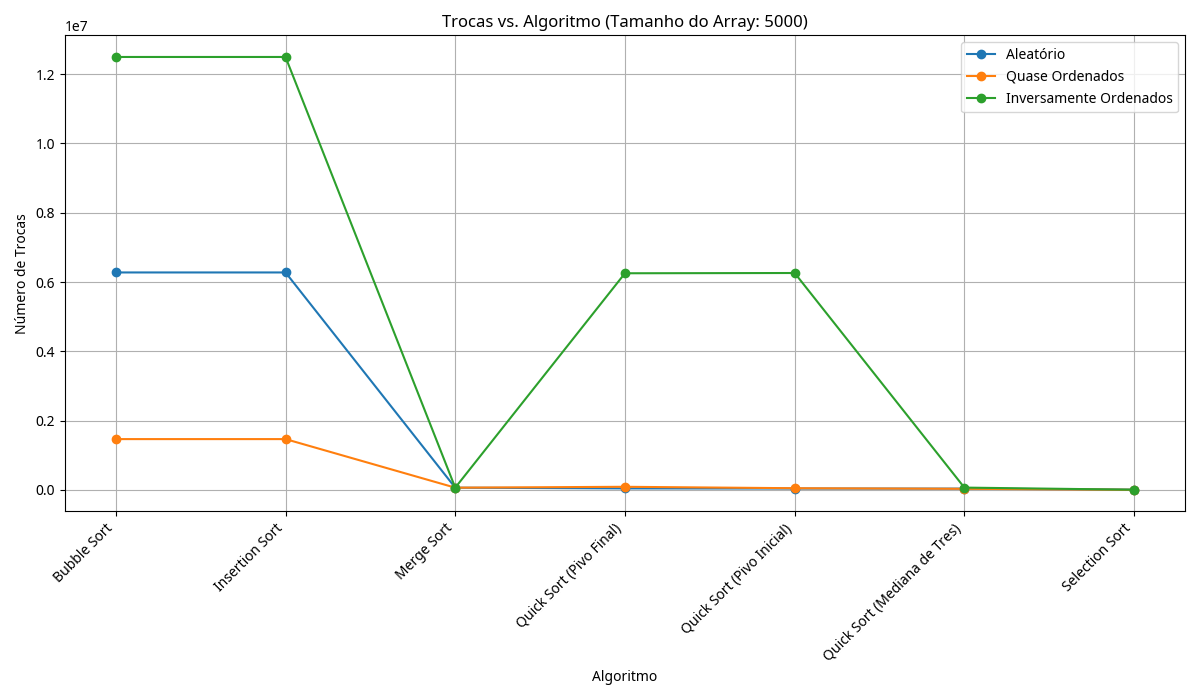 Trocas vs. Algoritmo (Tamanho do Array: 5000)
1e7
Aleatório
Quase Ordenados
Inversamente Ordenados
1.2
1.0
0.8
0.6
0.4
0.2
0.0
Número de Trocas
Bubble Sort
Insertion Sort
Merge Sort
Quick Sort (Pivo Final)
Quick Sort (Pivo Inicial)
Quick Sort (Mediana de Tres)
Selection Sort
Algoritmo